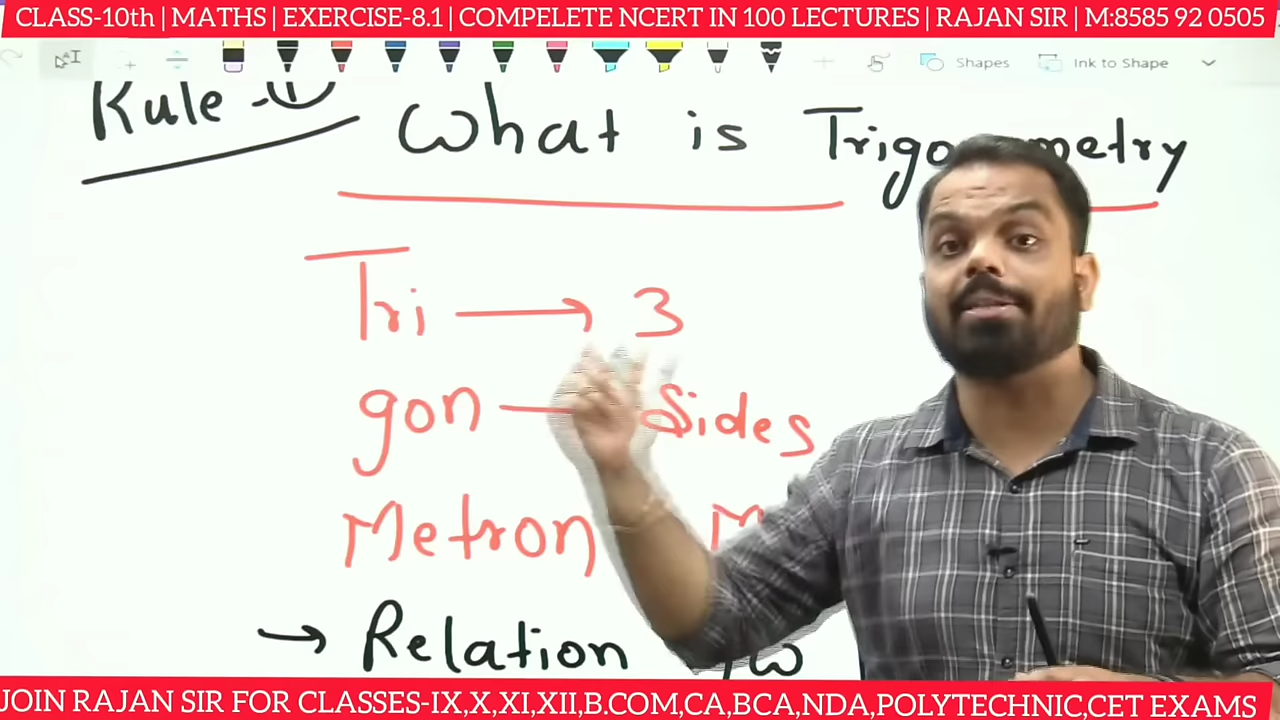 CLASS-10th | MATHS | EXERCISE-8.1 | COMPELETE NCERT IN 100 LECTURES | RAJAN SIR | M:8585 92 0505
Shapes
Ink to Shape
Rule - 1
What is Trigonometry
Tri → 3
gon — Sides
Metron
→ Relation b/w
JOIN RAJAN SIR FOR CLASSES-IX,X,XI,XII,B.COM,CA,BCA,NDA,POLYTECHNIC,CET EXAMS